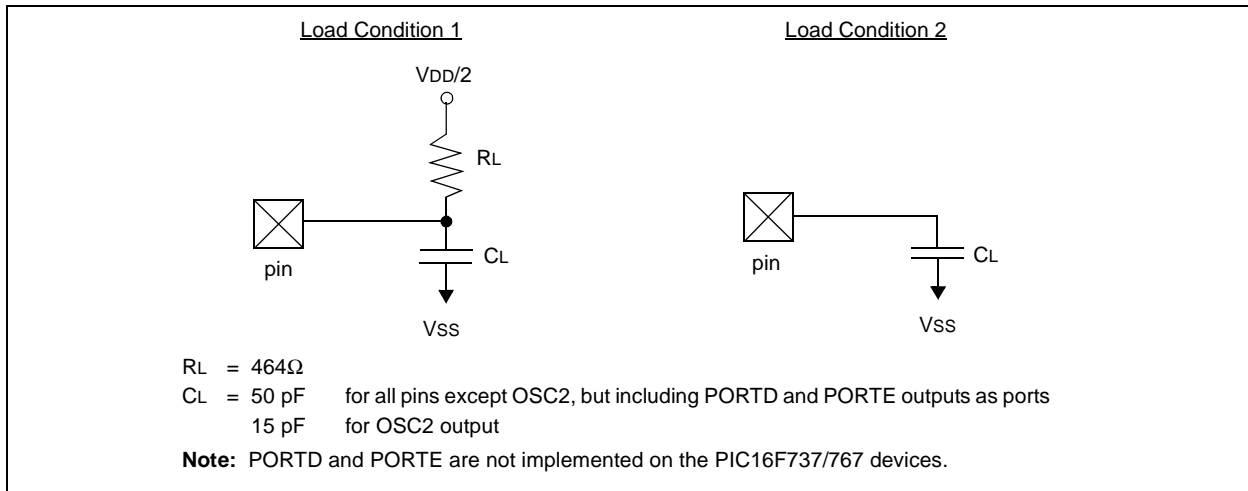 Load Condition 1
Load Condition 2
VDD/2
RL
pin
CL
VSS
pin
CL
VSS
RL = 464Ω
CL = 50 pF for all pins except OSC2, but including PORTD and PORTE outputs as ports
15 pF for OSC2 output
Note: PORTD and PORTE are not implemented on the PIC16F737/767 devices.